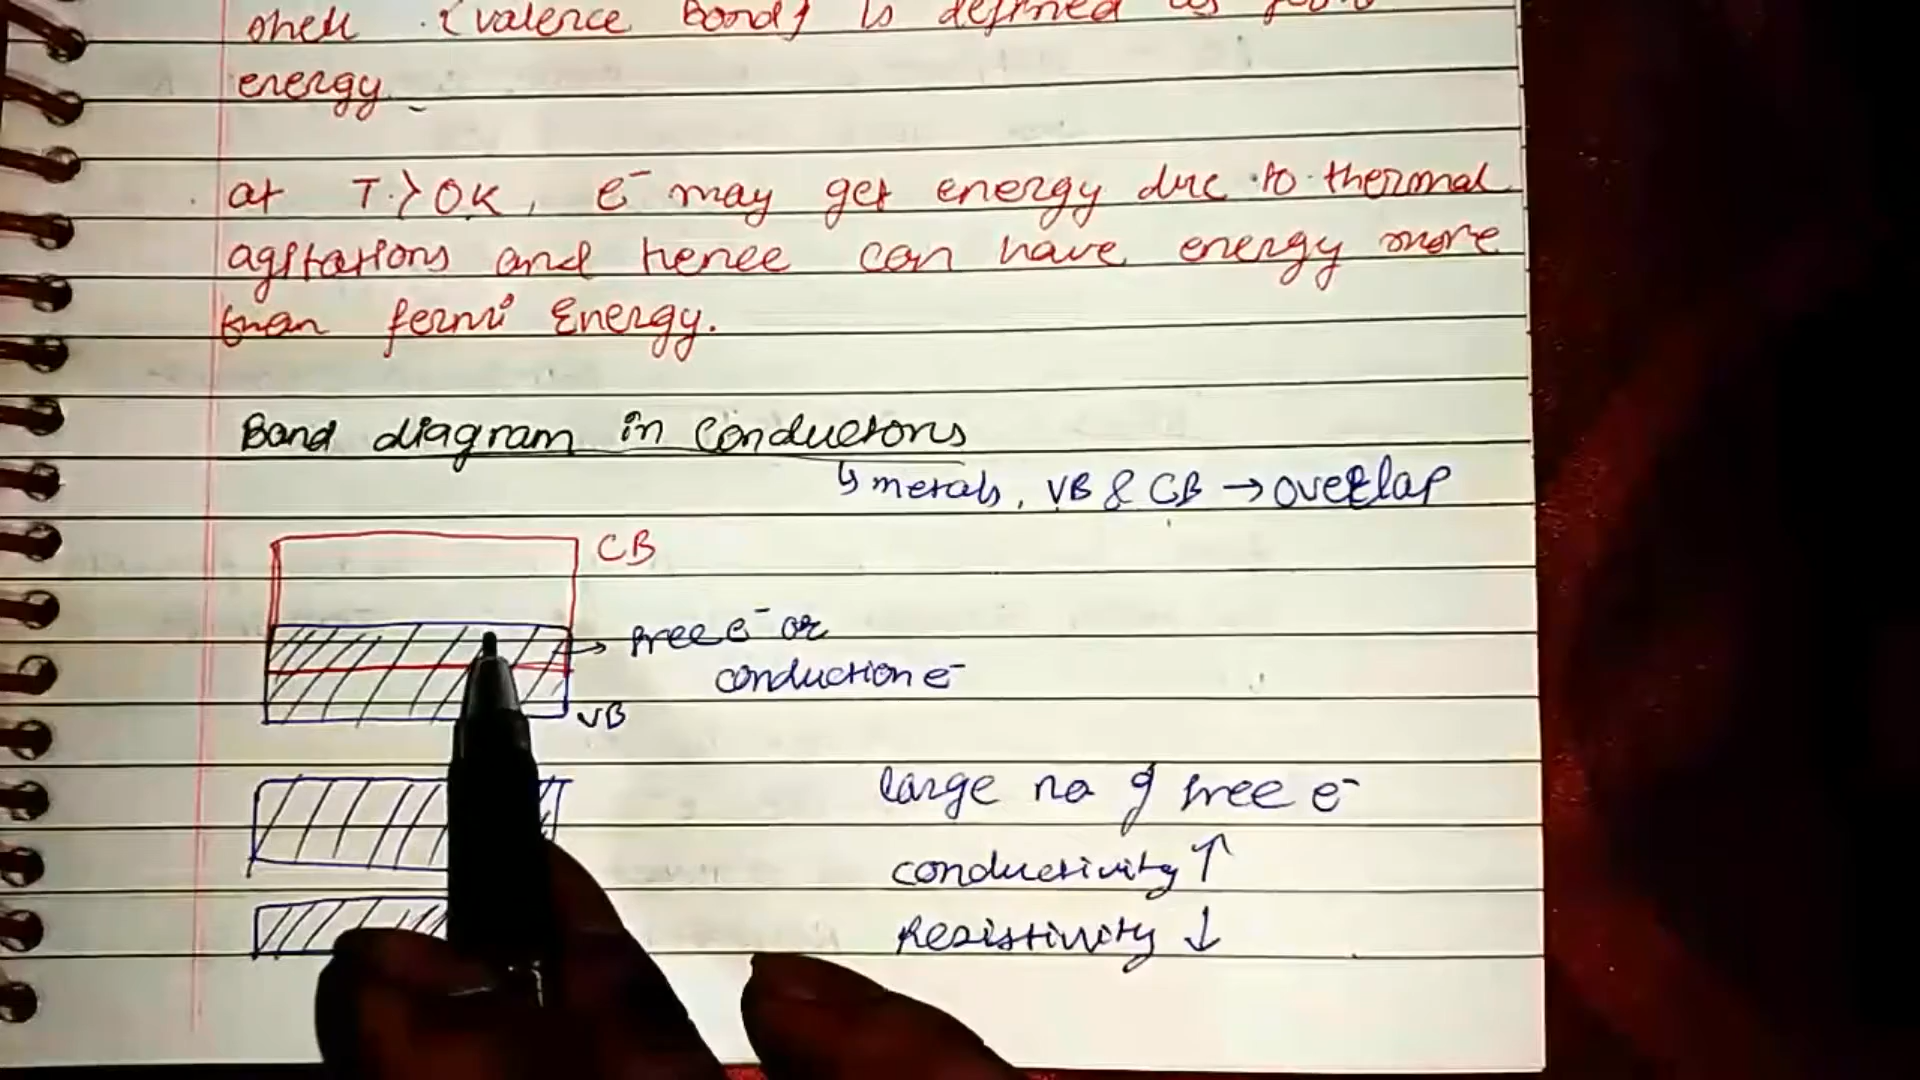 shell. (valence Band) is defined as
energy.
at T > 0K, e⁻ may get energy due to thermal
agitations and hence can have energy more
than fermi Energy.
Band diagram in conductors
↳ metals, VB & CB → overlap
CB
→ free e⁻ or
conduction e⁻
VB
large no of free e⁻
conductivity ↑
Resistivity ↓